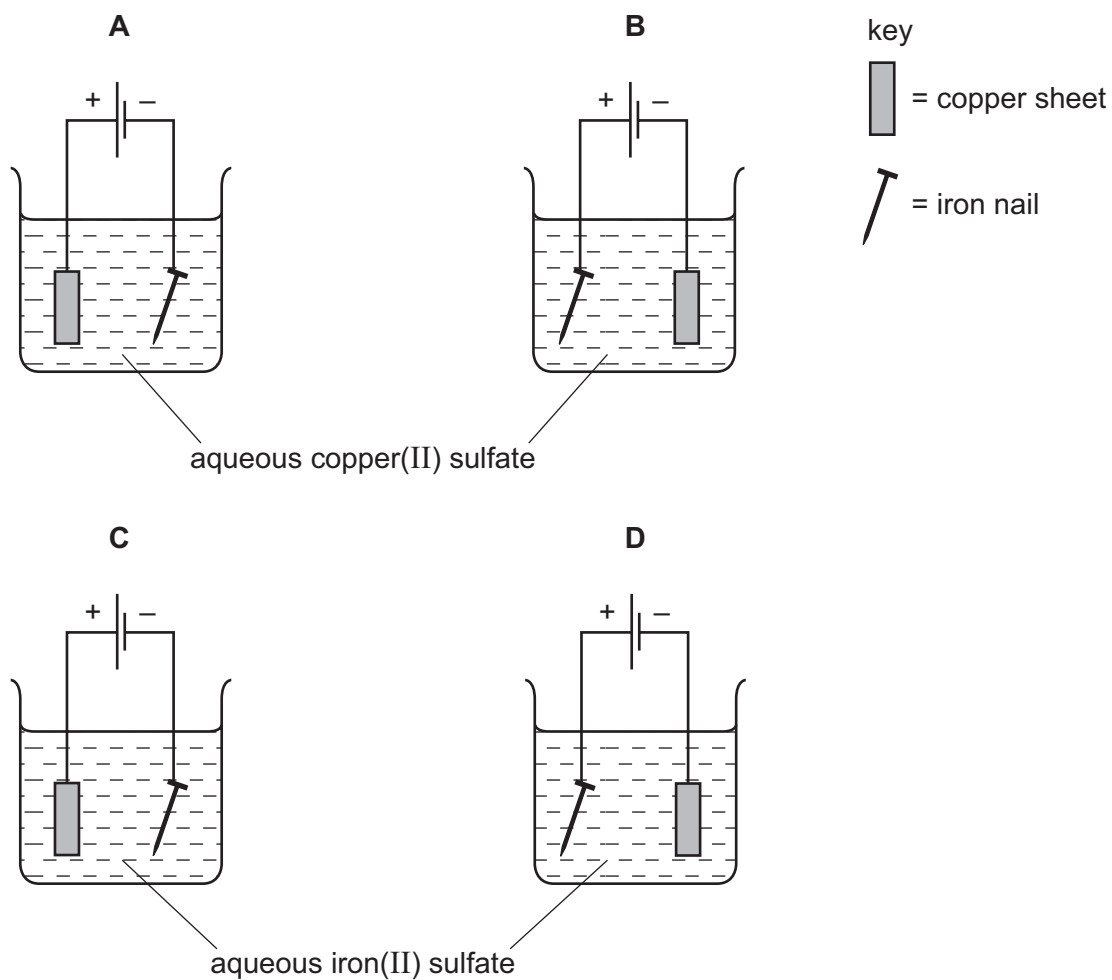 A
B
key
+ –
+ –
= copper sheet
= iron nail
aqueous copper(II) sulfate
C
D
+ –
+ –
aqueous iron(II) sulfate